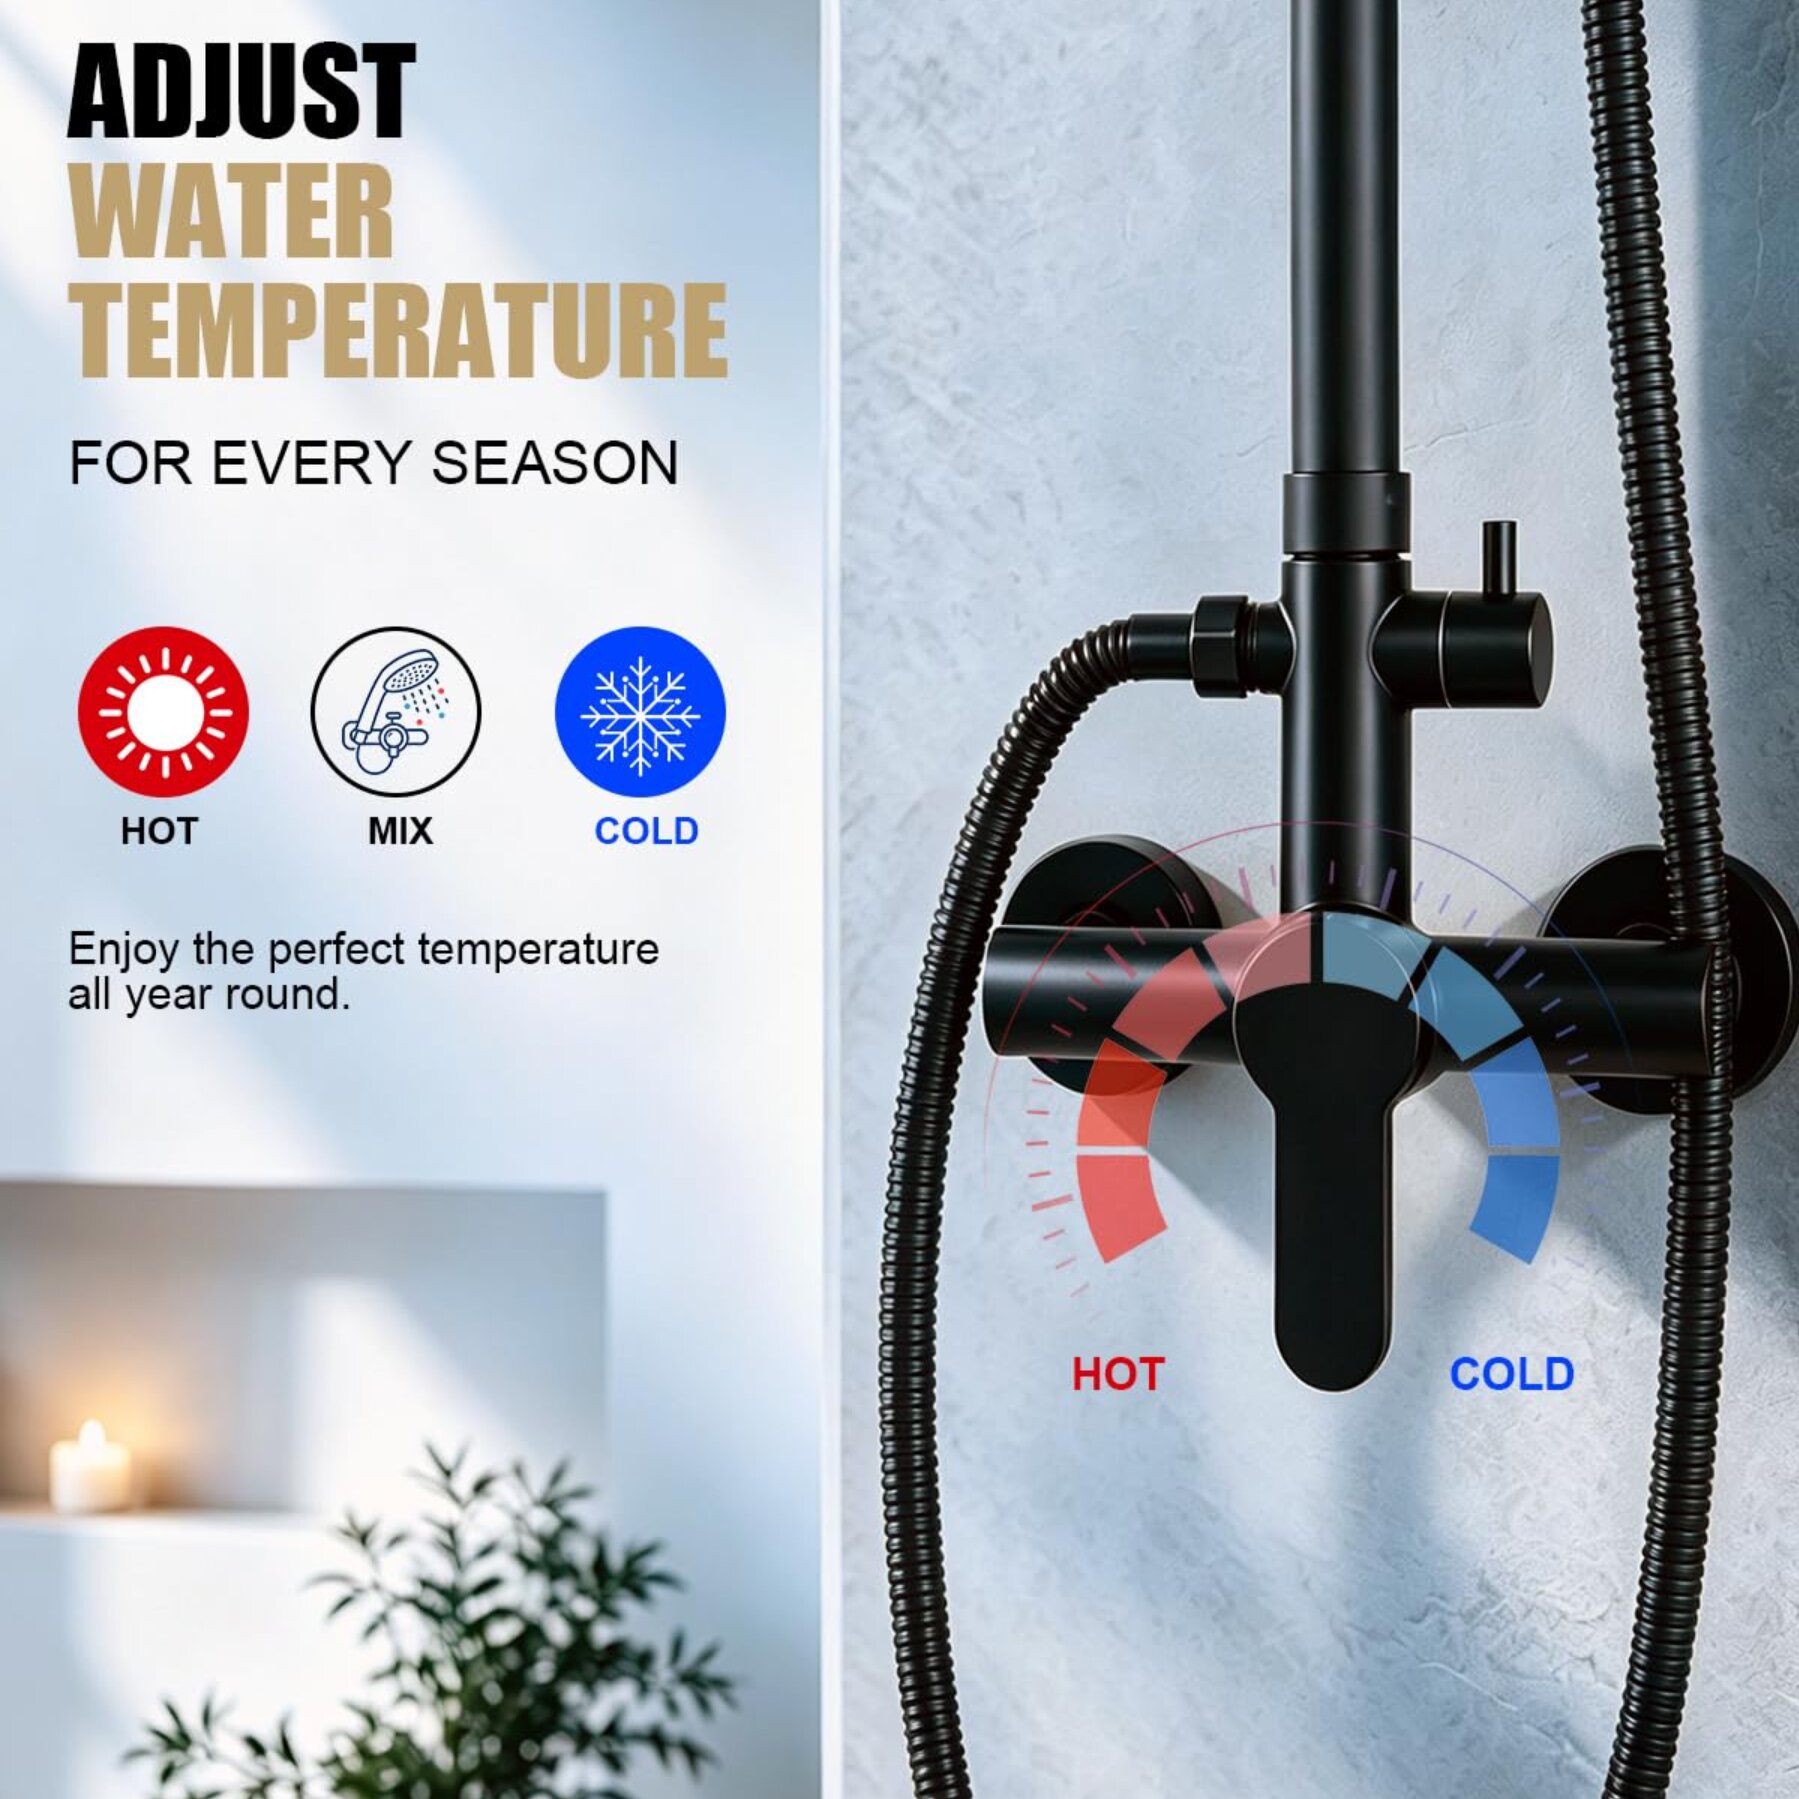 ADJUST
WATER
TEMPERATURE
FOR EVERY SEASON
HOT
MIX
COLD
Enjoy the perfect temperature
all year round.
HOT
COLD